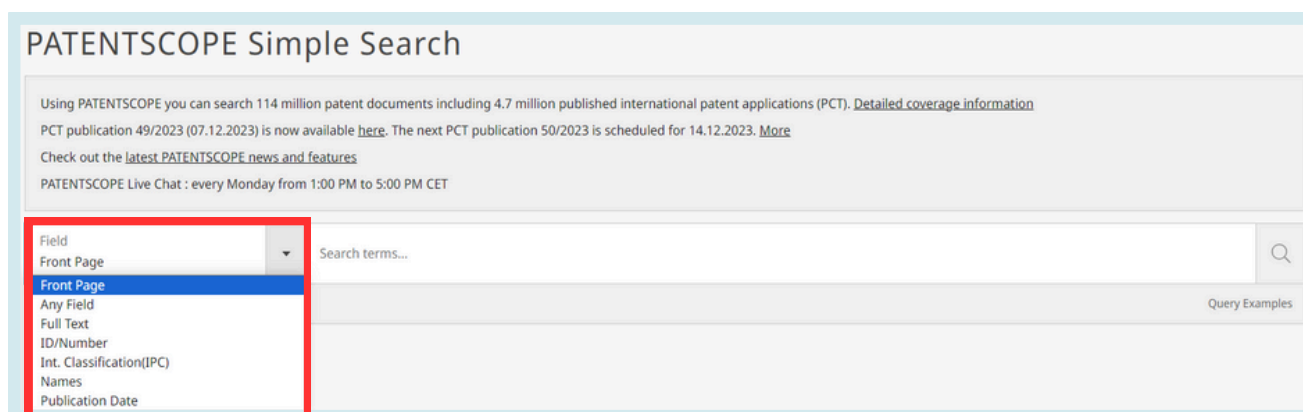 PATENTSCOPE Simple Search
Using PATENTSCOPE you can search 114 million patent documents including 4.7 million published international patent applications (PCT). Detailed coverage information
PCT publication 49/2023 (07.12.2023) is now available here. The next PCT publication 50/2023 is scheduled for 14.12.2023. More
Check out the latest PATENTSCOPE news and features
PATENTSCOPE Live Chat : every Monday from 1:00 PM to 5:00 PM CET
Field
Front Page
Search terms...
Front Page
Any Field
Full Text
ID/Number
Int. Classification(IPC)
Names
Publication Date
Query Examples